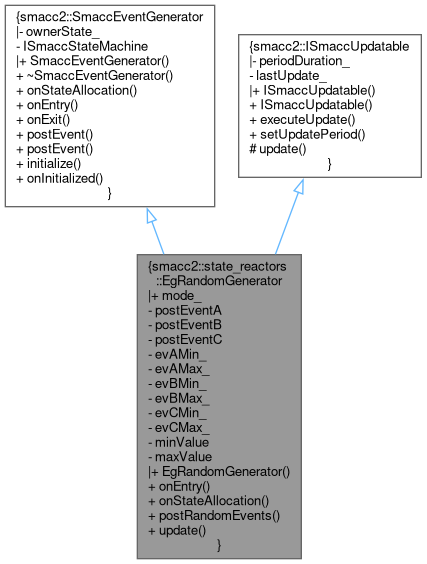 {smacc2::SmaccEventGenerator
|- ownerState_
- ISmaccStateMachine
|+ SmaccEventGenerator()
+ ~SmaccEventGenerator()
+ onStateAllocation()
+ onEntry()
+ onExit()
+ postEvent()
+ postEvent()
+ initialize()
+ onInitialized()
}
{smacc2::ISmaccUpdatable
|- periodDuration_
- lastUpdate_
|+ ISmaccUpdatable()
+ ISmaccUpdatable()
+ executeUpdate()
+ setUpdatePeriod()
# update()
}
{smacc2::state_reactors
::EgRandomGenerator
|+ mode_
- postEventA
- postEventB
- postEventC
- evAMin_
- evAMax_
- evBMin_
- evBMax_
- evCMin_
- evCMax_
- minValue
- maxValue
|+ EgRandomGenerator()
+ onEntry()
+ onStateAllocation()
+ postRandomEvents()
+ update()
}